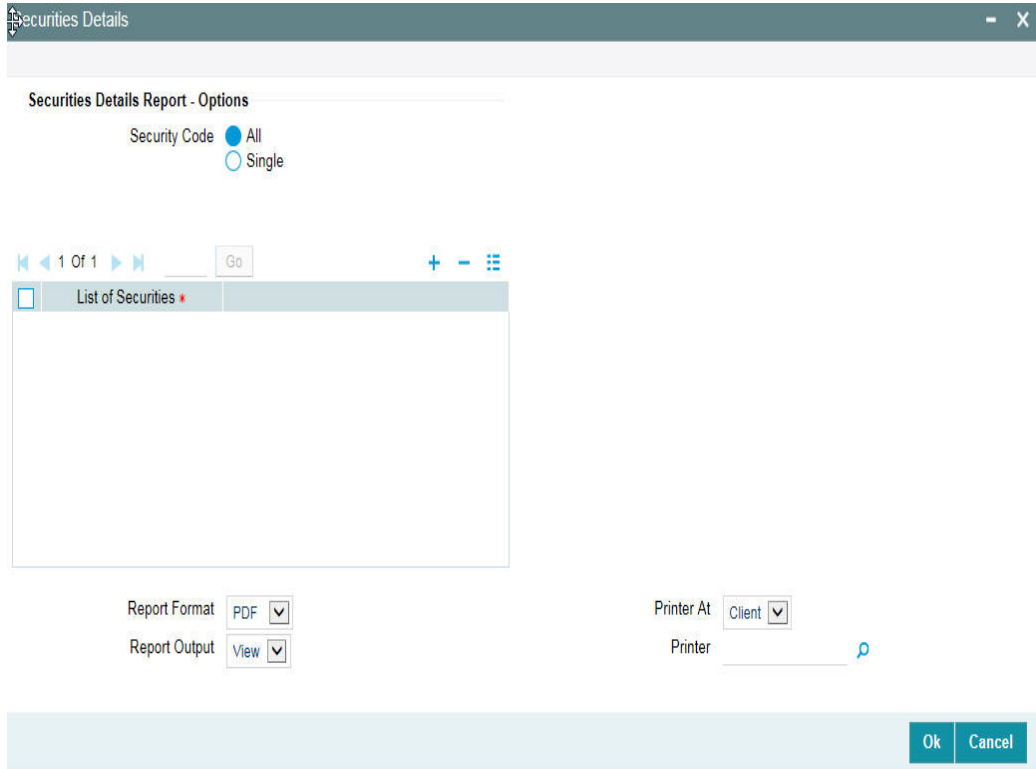 Securities Details
Securities Details Report - Options
Security Code All
Single
1 Of 1 Go
List of Securities *
Report Format PDF
Printer At Client
Report Output View
Printer
Ok Cancel